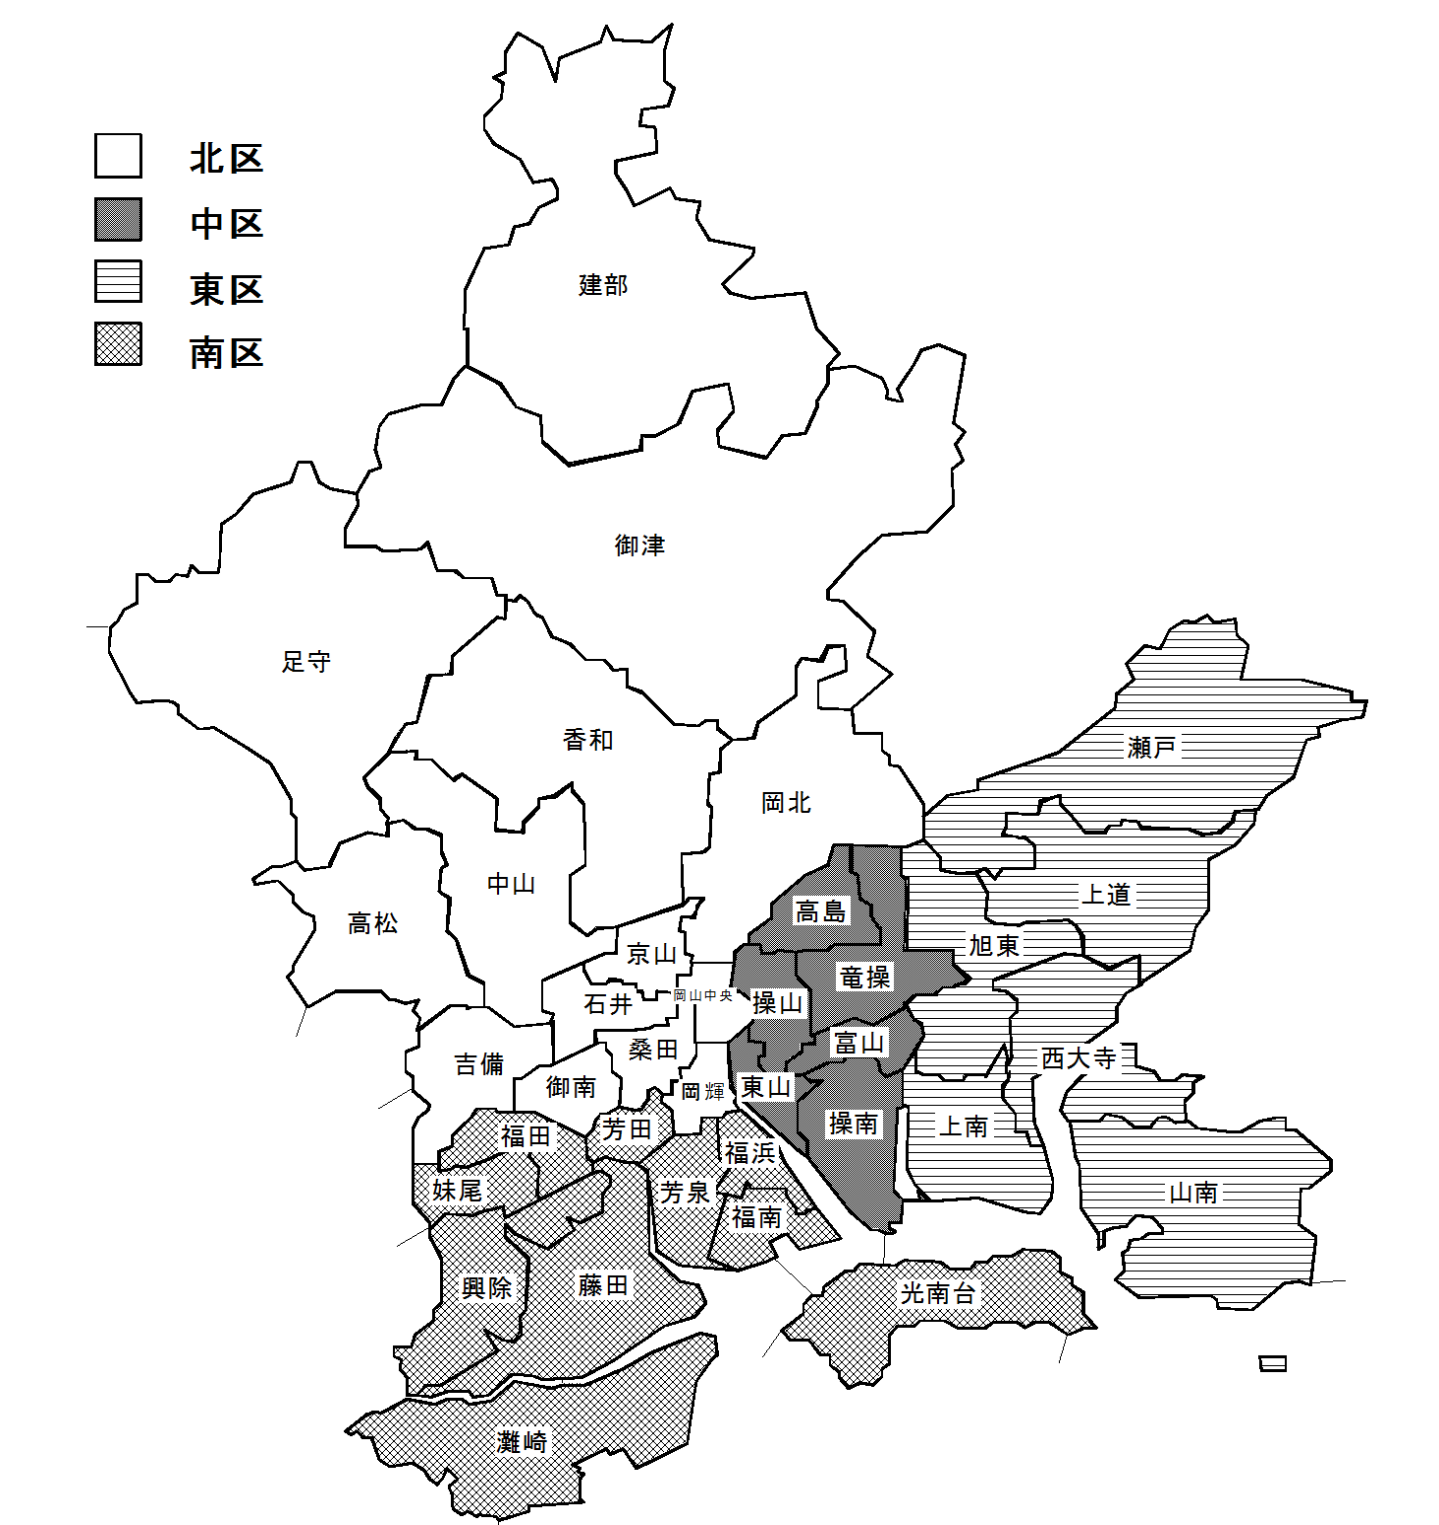 北区
中区
東区
南区
建部
御津
足守
香和
瀬戸
岡北
中山
上道
高島
高松
旭東
京山
竜操
岡山中央
操山
石井
富山
桑田
西大寺
吉備
御南
岡輝
東山
操南
上南
芳田
福田
福浜
妹尾
芳泉
山南
福南
興除
藤田
光南台
灘崎